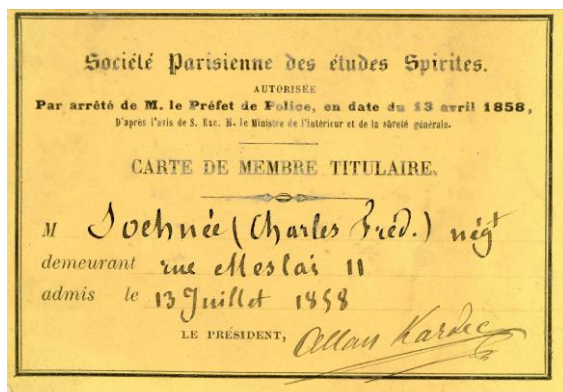 Société Parisienne des études Spirites.
AUTORISÉE
Par arrêté de M. le Préfet de Police, en date du 13 avril 1858,
D'après l'avis de S. Exc. M. le Ministre de l'intérieur et de la sûreté générale.
CARTE DE MEMBRE TITULAIRE.
M Soehnée (Charles Fréd.) négt
demeurant rue Meslai 11
admis le 13 Juillet 1858
LE PRÉSIDENT, Allan Kardec